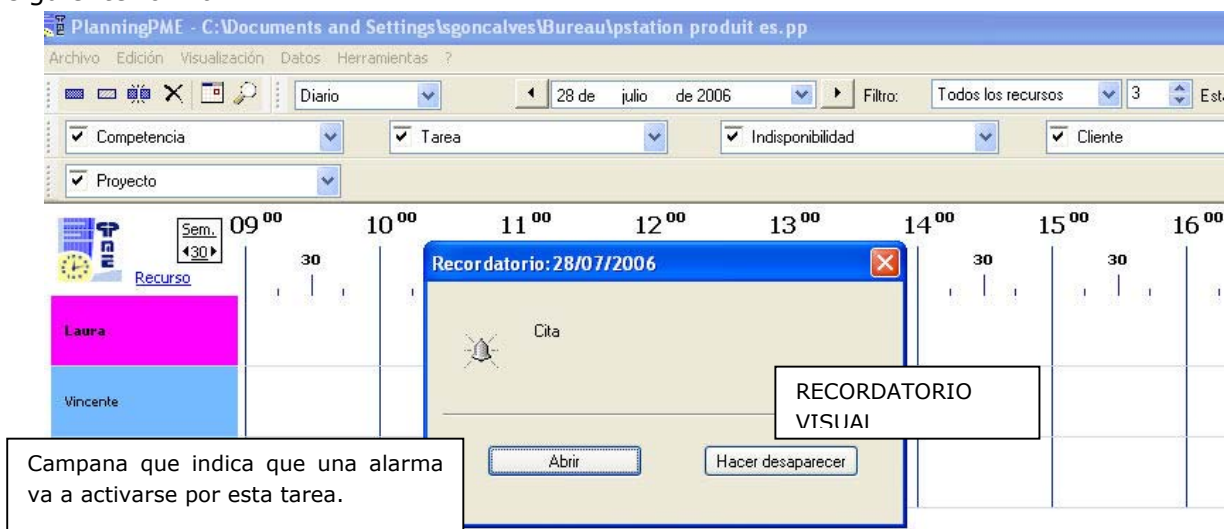 PlanningPME - C:\Documents and Settings\sgoncalves\Bureau\pstation produit es.pp
Archivo Edición Visualización Datos Herramientas ?
Diario 28 de julio de 2006 Filtro: Todos los recursos 3
Competencia Tarea Indisponibilidad Cliente
Proyecto
PME Sem. 09 00 10 00 11 00 12 00 13 00 14 00 15 00 16 00
30 30 30 30
Recurso
Recordatorio: 28/07/2006
Laura
Cita
Vincente
RECORDATORIO
VISUAL
Abrir Hacer desaparecer
Campana que indica que una alarma
va a activarse por esta tarea.